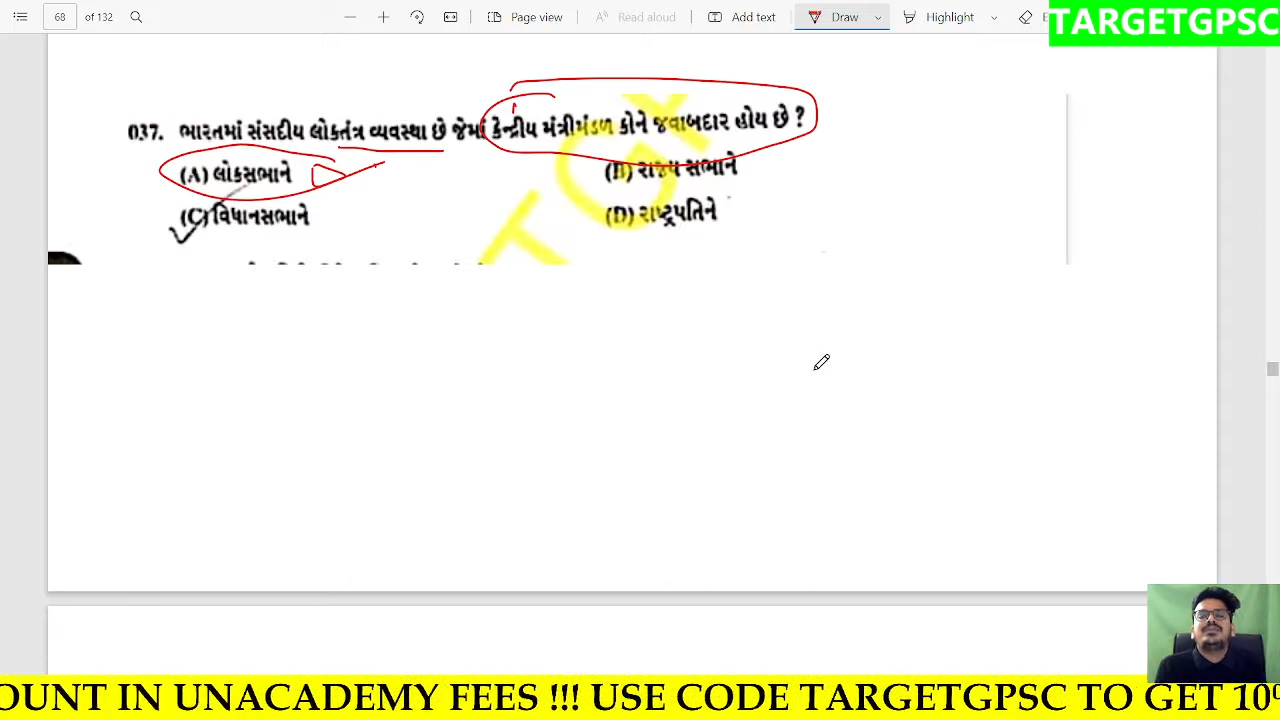 68 of 132
Page view
Read aloud
Add text
Draw
Highlight
TARGETGPSC
037. ભારતમાં સંસદીય લોકતંત્ર વ્યવસ્થા છે જેમાં કેન્દ્રીય મંત્રીમંડળ કોને જવાબદાર હોય છે ?
(A) લોકસભાને
(B) રાજ્ય સભાને
(C) વિધાનસભાને
(D) રાષ્ટ્રપતિને
OUNT IN UNACADEMY FEES !!! USE CODE TARGETGPSC TO GET 10